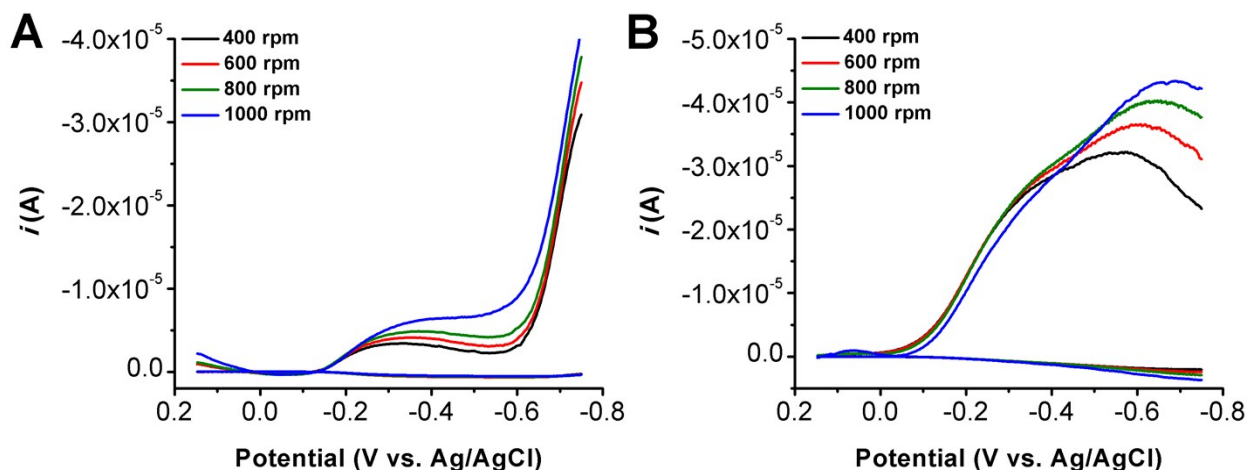 A
-4.0x10⁻⁵
-3.0x10⁻⁵
-2.0x10⁻⁵
-1.0x10⁻⁵
0.0
i(A)
400 rpm
600 rpm
800 rpm
1000 rpm
0.2 0.0 -0.2 -0.4 -0.6 -0.8
Potential (V vs. Ag/AgCl)
B
-5.0x10⁻⁵
-4.0x10⁻⁵
-3.0x10⁻⁵
-2.0x10⁻⁵
-1.0x10⁻⁵
0.0
i(A)
400 rpm
600 rpm
800 rpm
1000 rpm
0.2 0.0 -0.2 -0.4 -0.6 -0.8
Potential (V vs. Ag/AgCl)